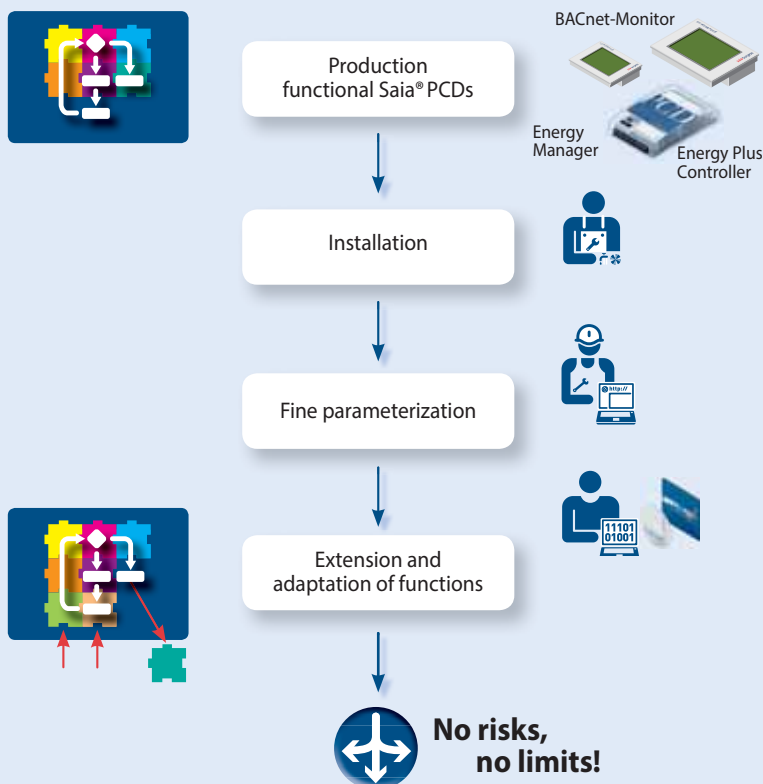 BACnet-Monitor
Production
functional Saia® PCDs
Energy
Manager
Energy Plus
Controller
Installation
http://
Fine parameterization
11101
01001
Extension and
adaptation of functions
No risks,
no limits!